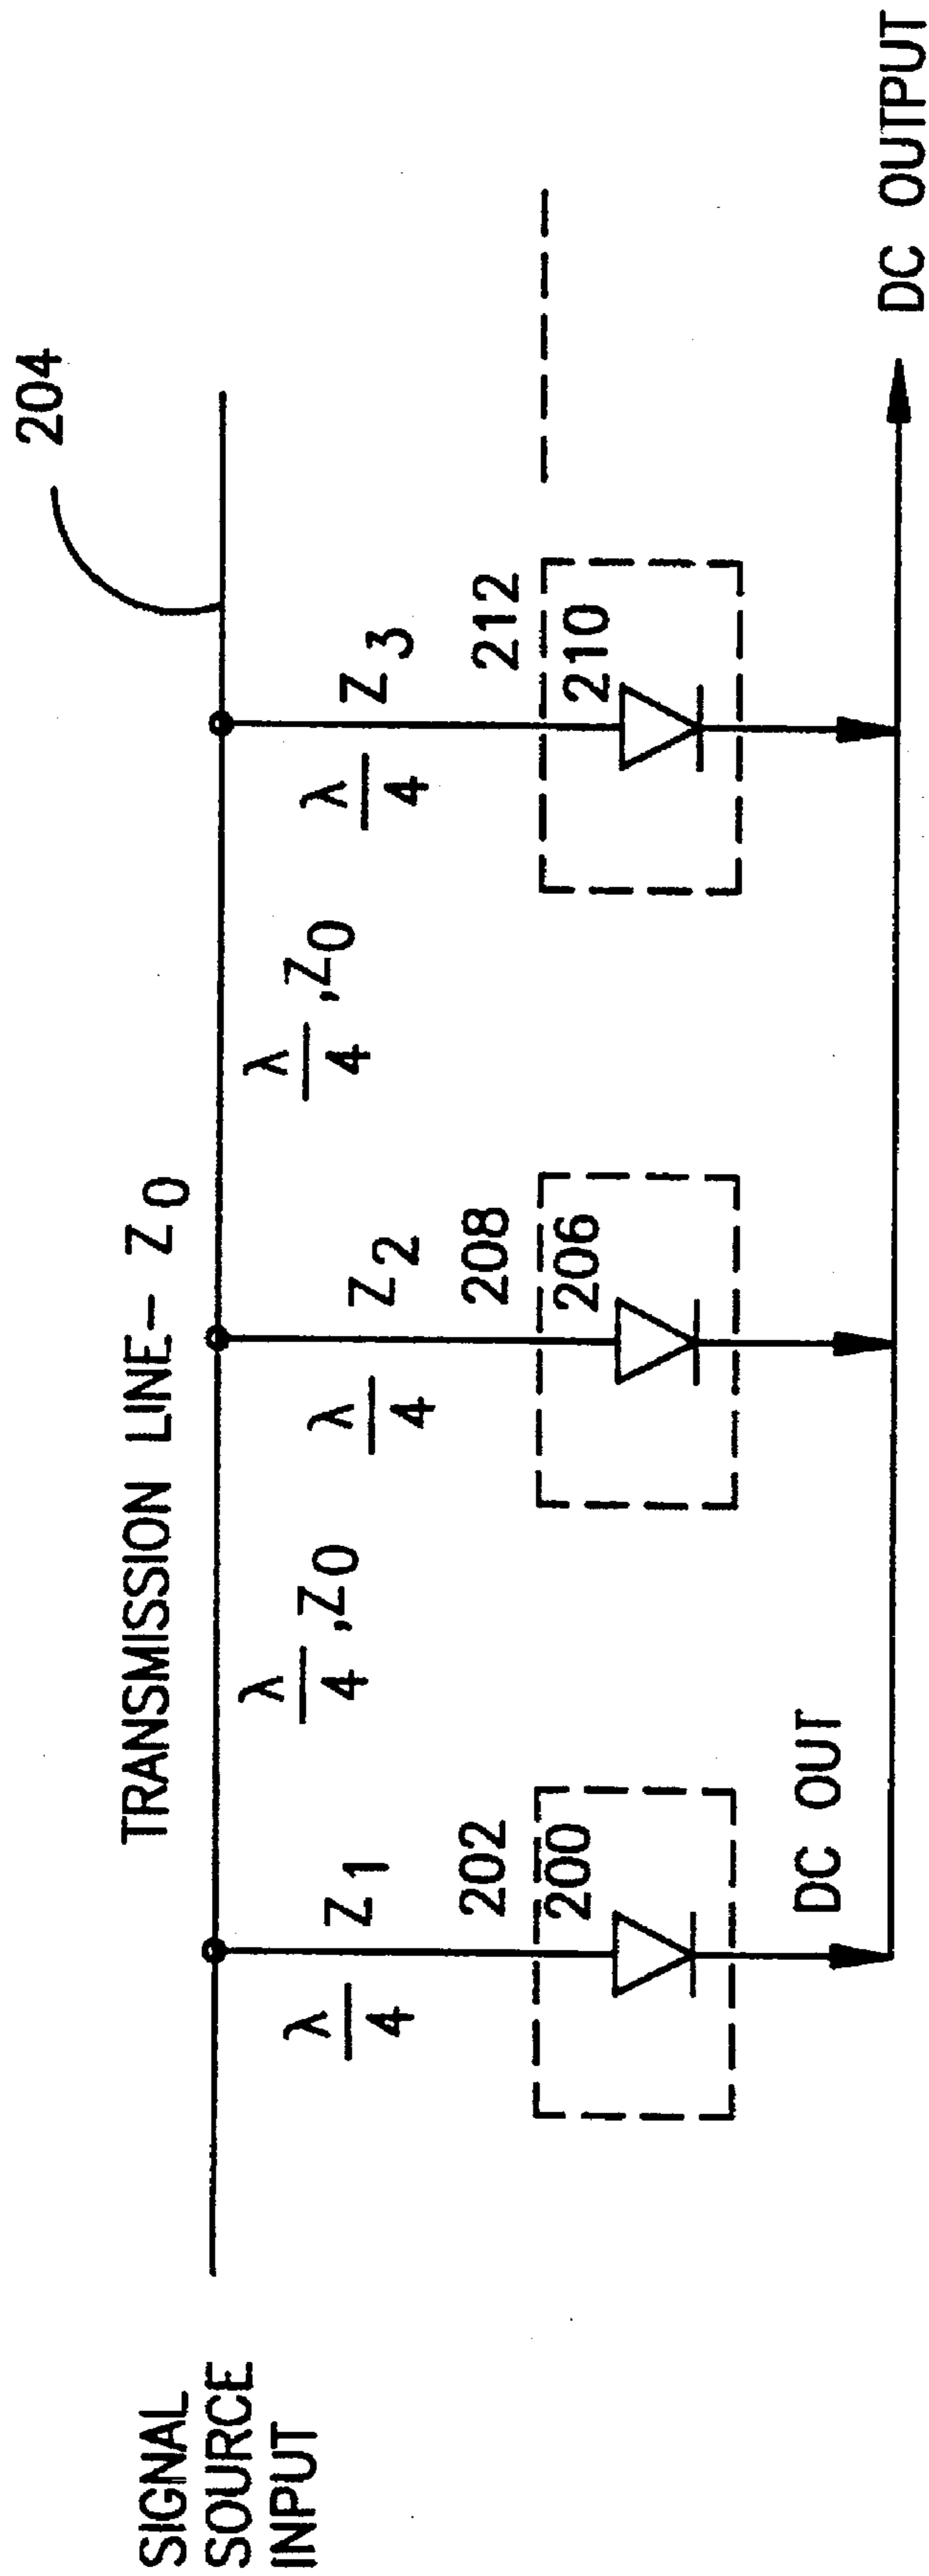 204
TRANSMISSION LINE- Z0
λ/4 ,Z0
λ/4 ,Z0
λ/4 Z1
λ/4 Z2
λ/4 Z3
202
200
208
206
212
210
DC OUT
SIGNAL
SOURCE
INPUT
DC OUTPUT